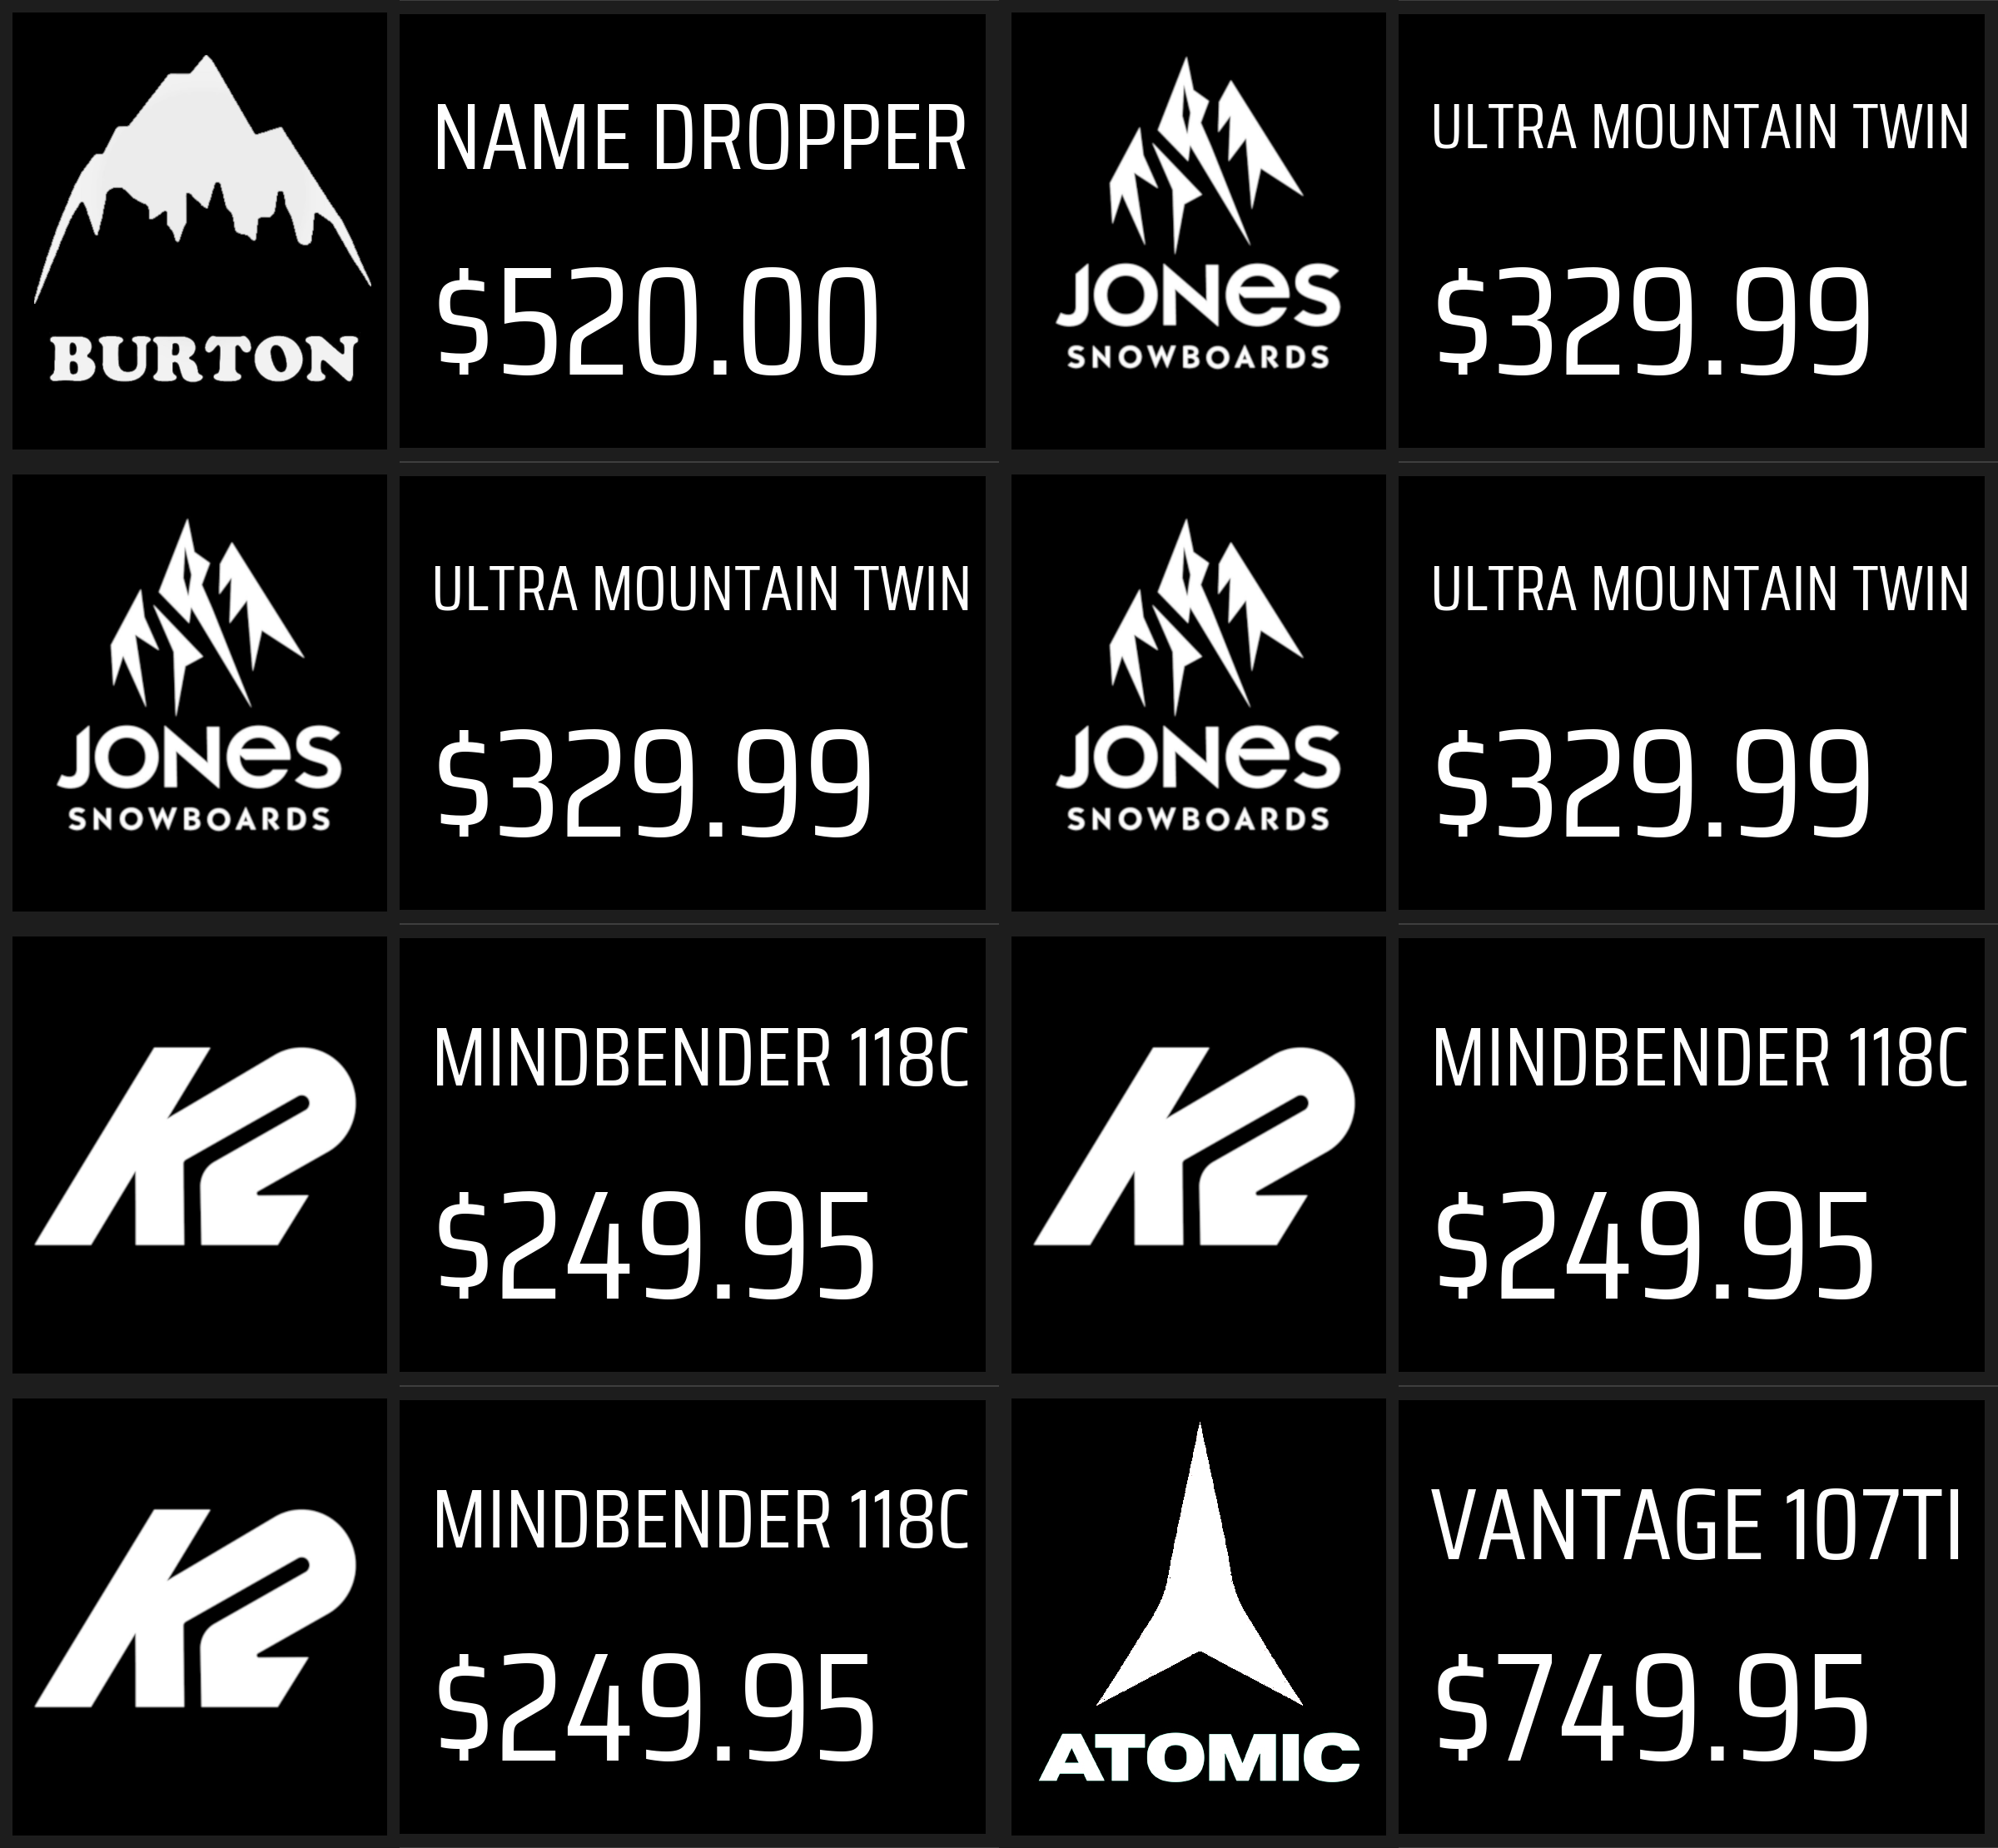 BURTON
NAME DROPPER
$520.00
JONES
SNOWBOARDS
ULTRA MOUNTAIN TWIN
$329.99
JONES
SNOWBOARDS
ULTRA MOUNTAIN TWIN
$329.99
JONES
SNOWBOARDS
ULTRA MOUNTAIN TWIN
$329.99
K2
MINDBENDER 118C
$249.95
K2
MINDBENDER 118C
$249.95
K2
MINDBENDER 118C
$249.95
ATOMIC
VANTAGE 107TI
$749.95